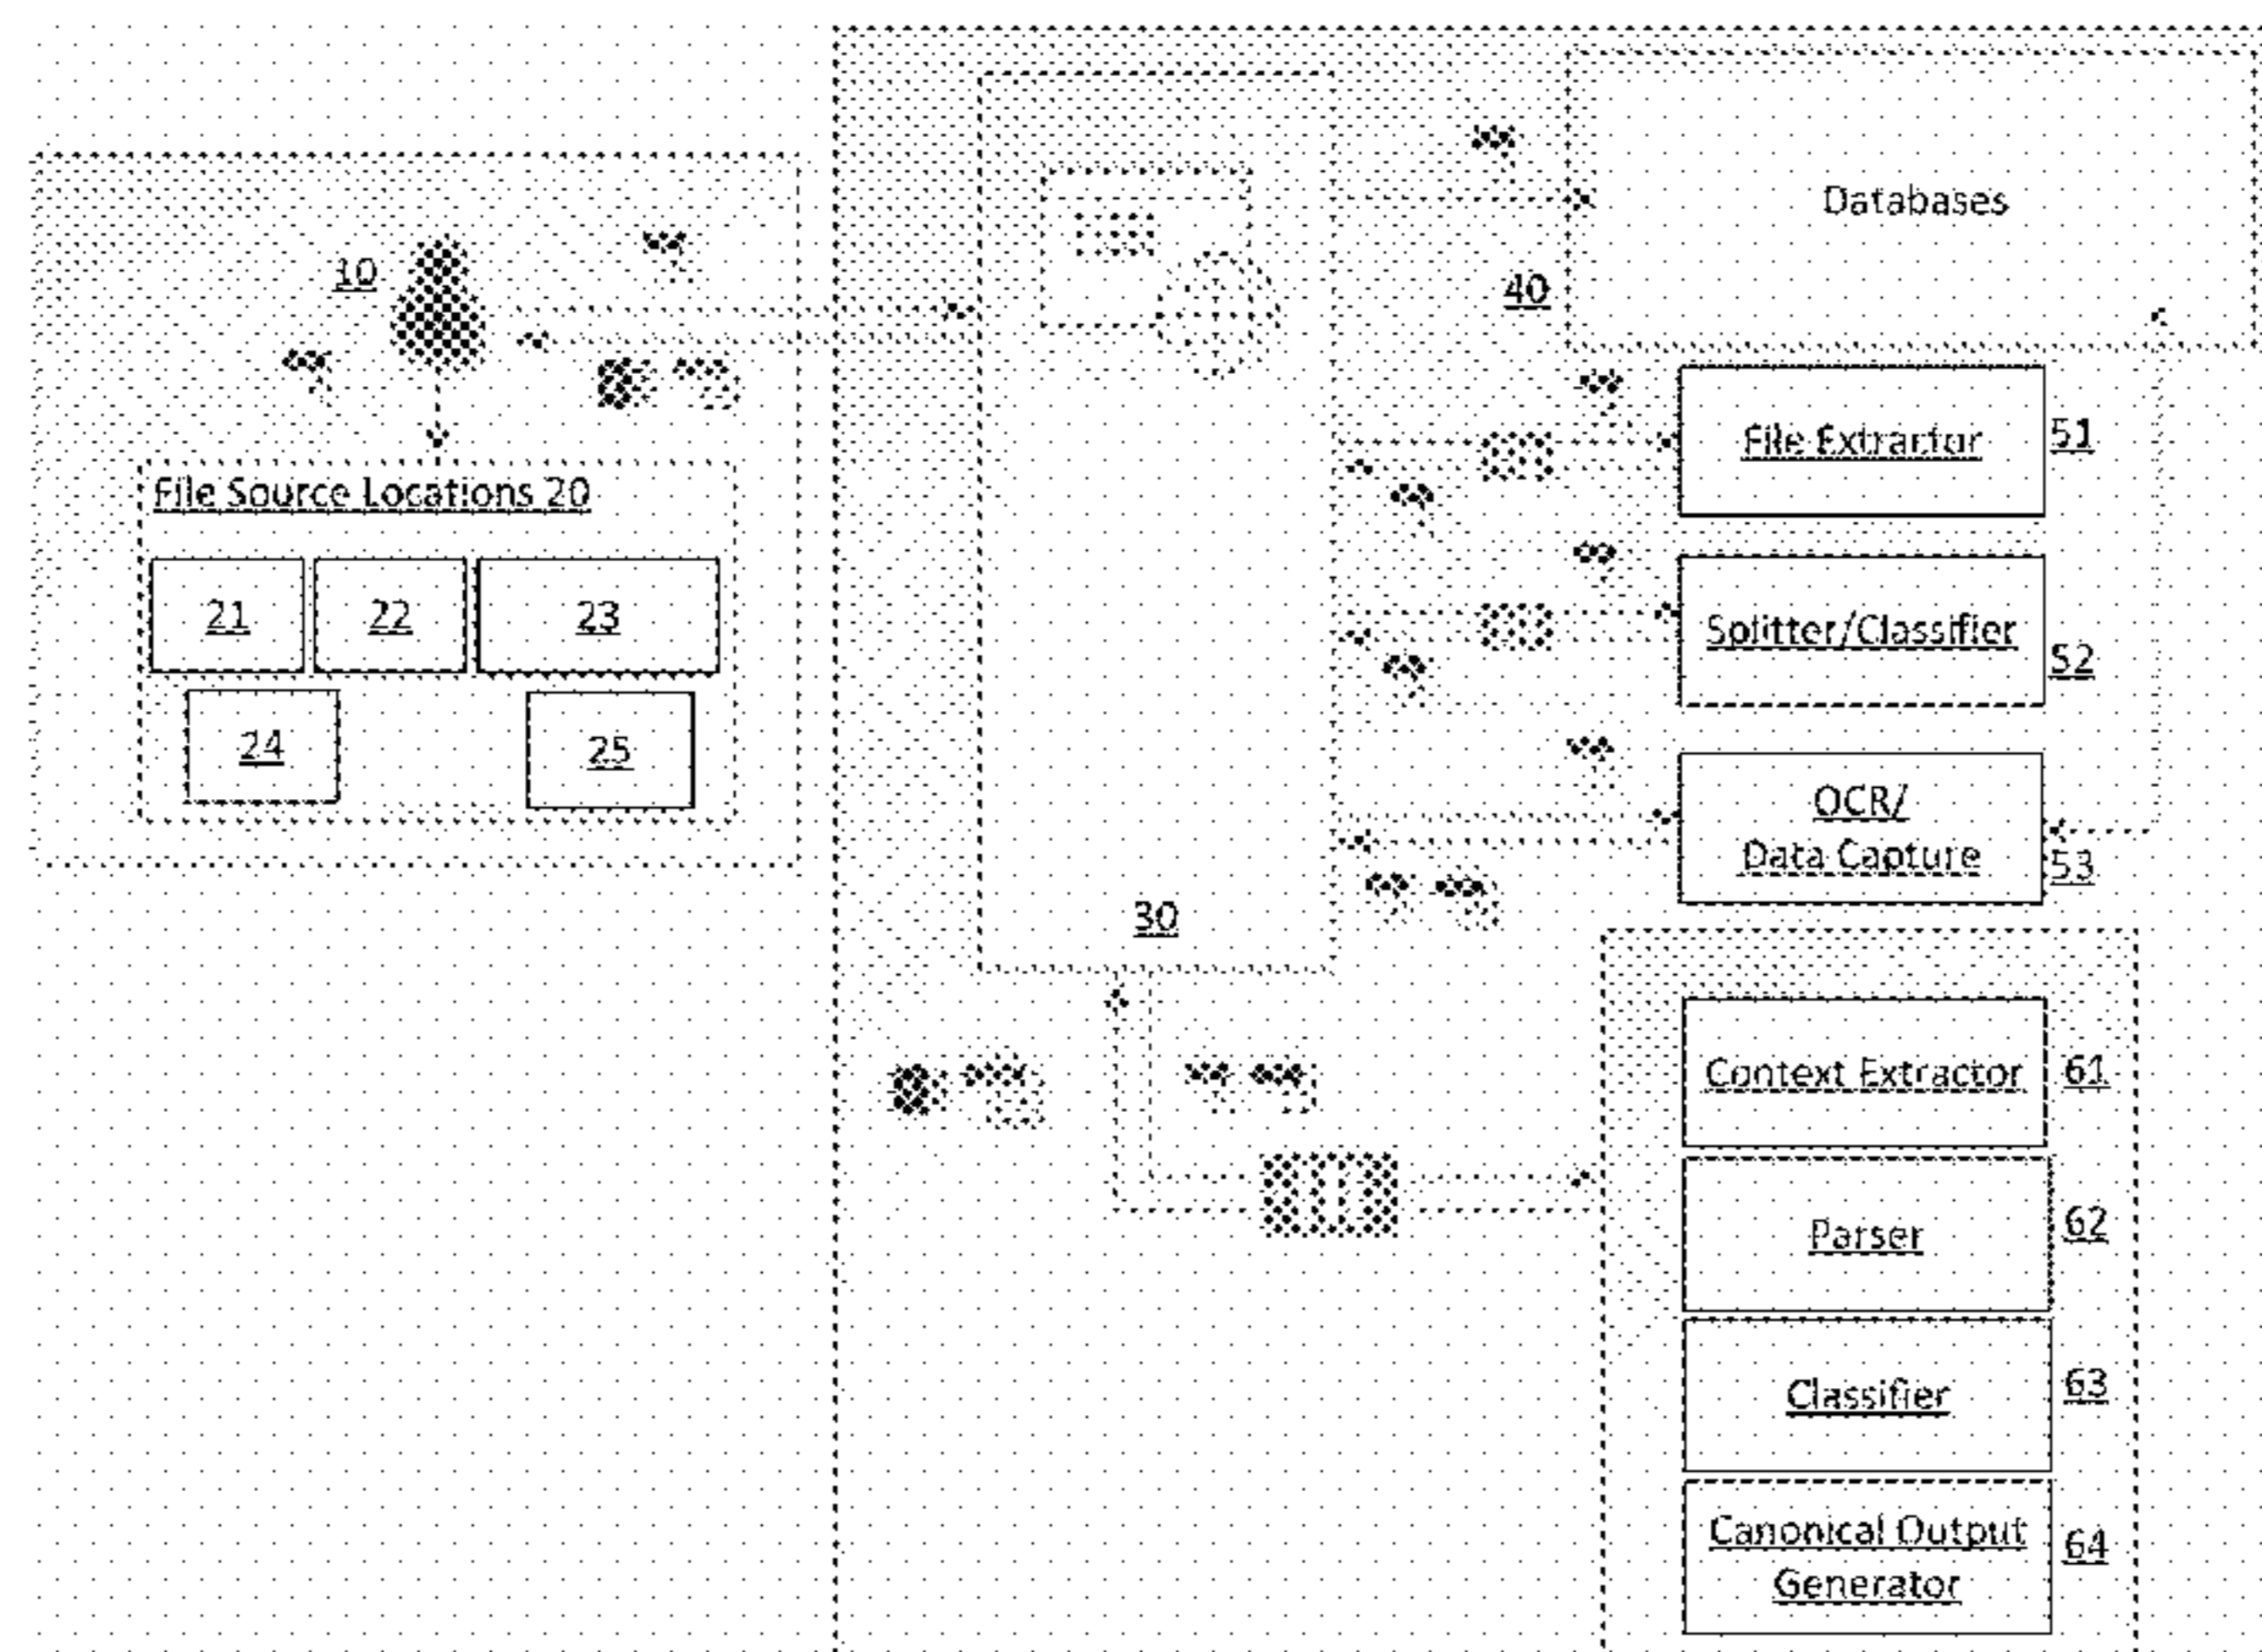 10
File Source Locations 20
21
22
23
24
25
30
40
Databases
File Extractor
51
Splitter/Classifier
52
OCR/
Data Capture
53
Context Extractor
61
Parser
62
Classifier
63
Canonical Output
Generator
64